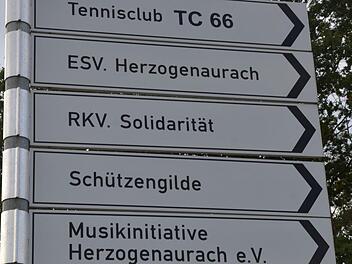 Tennisclub TC 66
ESV. Herzogenaurach
RKV. Solidarität
Schützengilde
Musikinitiative
Herzogenaurach e.V.